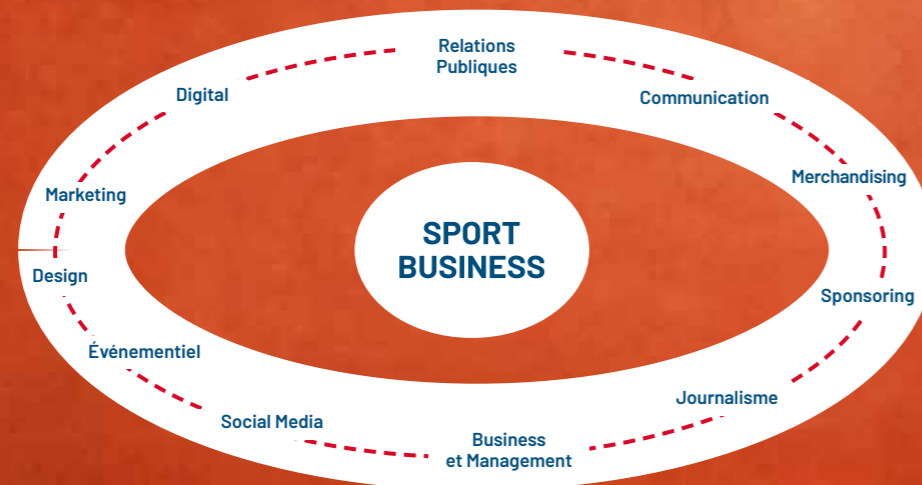 Relations
Publiques
Digital
Communication
Marketing
Merchandising
SPORT
BUSINESS
Design
Sponsoring
Événementiel
Journalisme
Social Media
Business
et Management